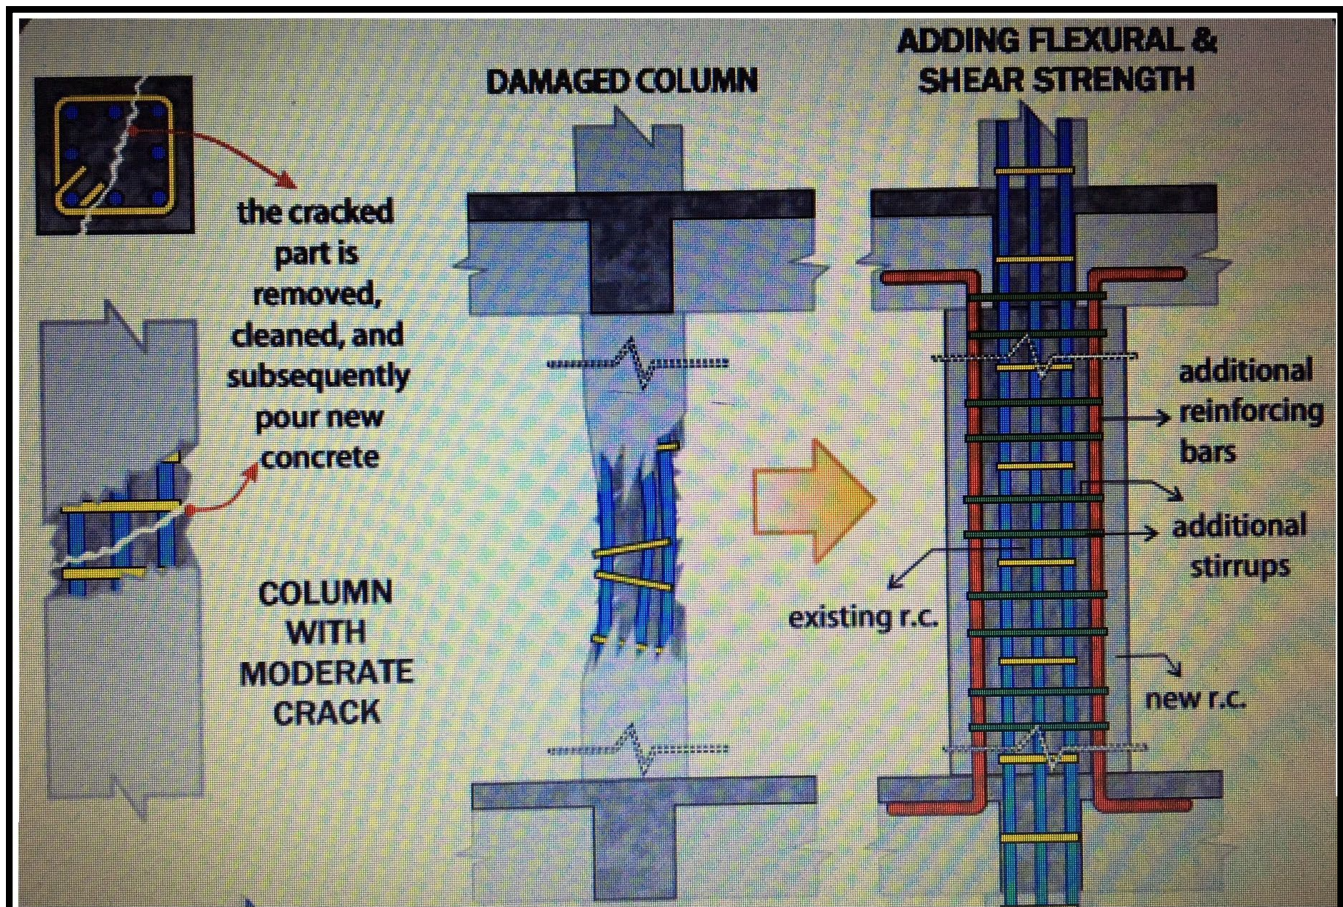 the cracked
part is
removed,
cleaned, and
subsequently
pour new
concrete
COLUMN
WITH
MODERATE
CRACK
DAMAGED COLUMN
ADDING FLEXURAL &
SHEAR STRENGTH
additional
reinforcing
bars
additional
stirrups
existing r.c.
new r.c.